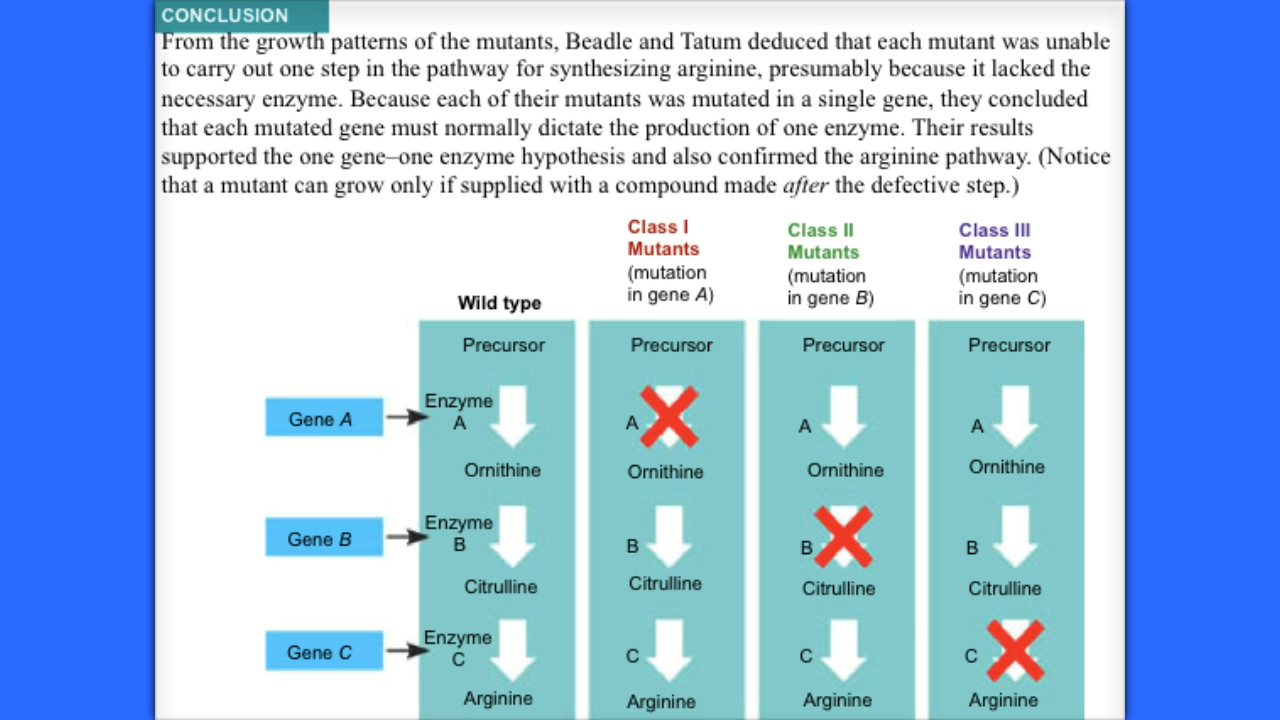 CONCLUSION
From the growth patterns of the mutants, Beadle and Tatum deduced that each mutant was unable
to carry out one step in the pathway for synthesizing arginine, presumably because it lacked the
necessary enzyme. Because each of their mutants was mutated in a single gene, they concluded
that each mutated gene must normally dictate the production of one enzyme. Their results
supported the one gene–one enzyme hypothesis and also confirmed the arginine pathway. (Notice
that a mutant can grow only if supplied with a compound made after the defective step.)
Class I
Mutants
(mutation
in gene A)
Class II
Mutants
(mutation
in gene B)
Class III
Mutants
(mutation
in gene C)
Wild type
Precursor
Precursor
Precursor
Precursor
Gene A
Enzyme
A
A
A
A
Ornithine
Ornithine
Ornithine
Ornithine
Gene B
Enzyme
B
B
B
B
Citrulline
Citrulline
Citrulline
Citrulline
Gene C
Enzyme
C
C
C
C
Arginine
Arginine
Arginine
Arginine